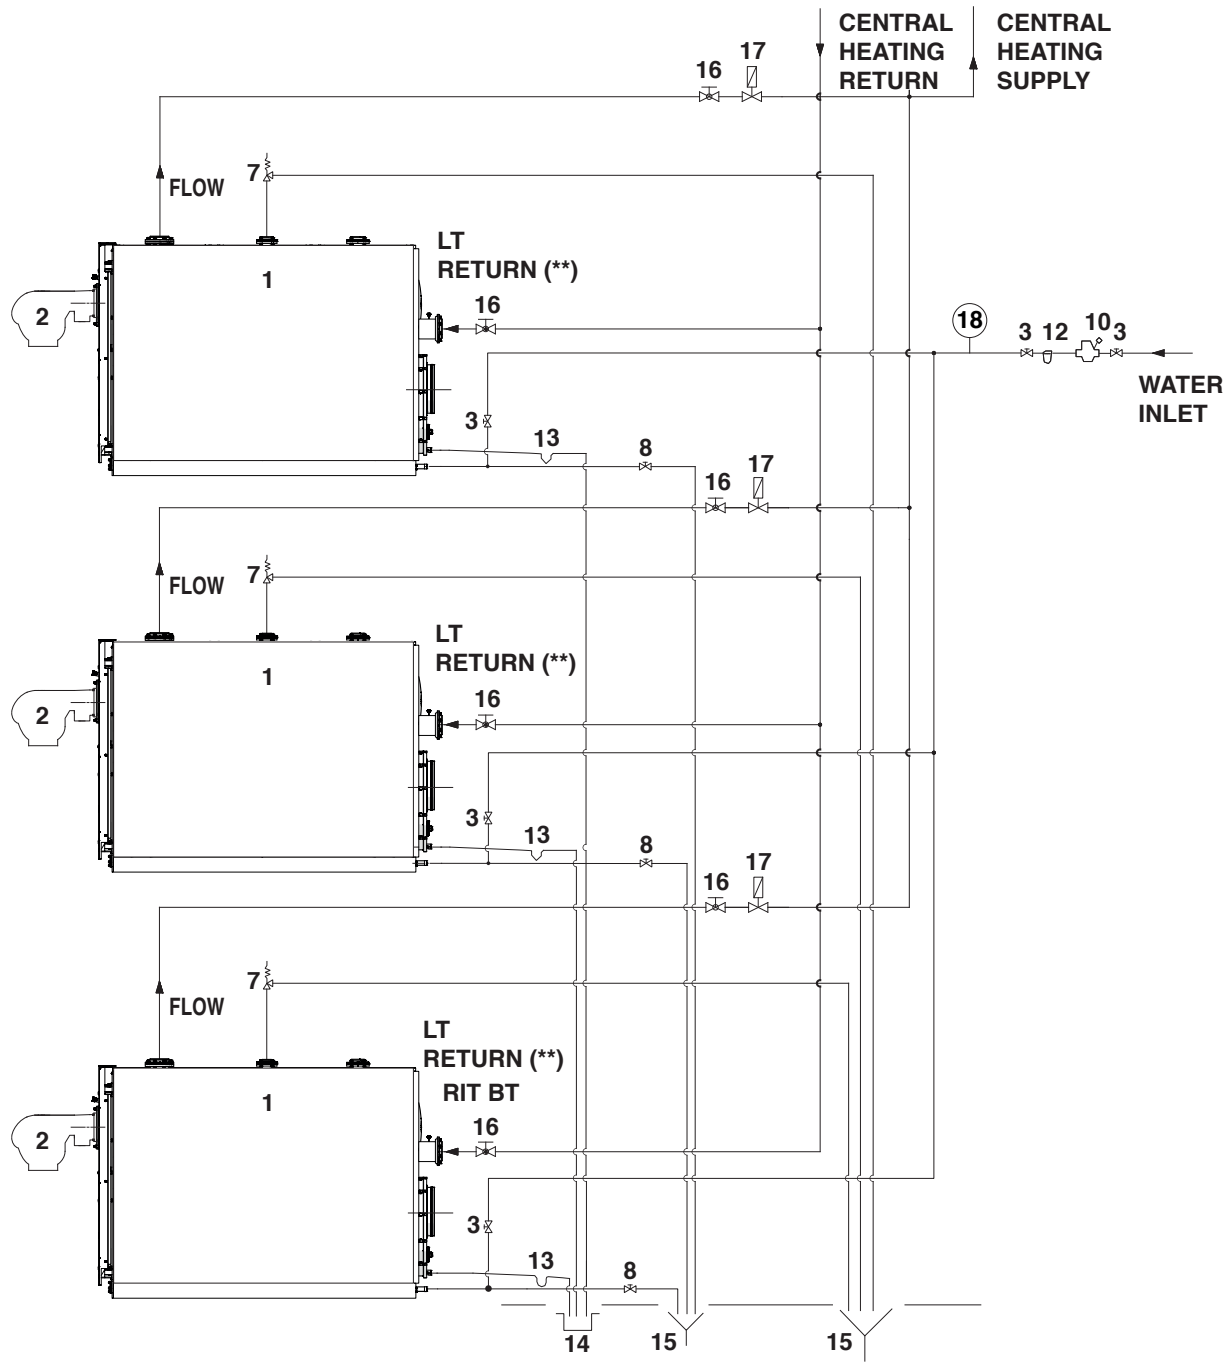 CENTRAL
HEATING
RETURN
CENTRAL
HEATING
SUPPLY
16
17
7
FLOW
LT
RETURN (**)
1
2
16
18
3
12
10
3
WATER
INLET
3
13
8
16
17
7
FLOW
LT
RETURN (**)
1
2
16
3
13
8
16
17
7
FLOW
LT
RETURN (**)
RIT BT
1
2
16
3
13
8
14
15
15